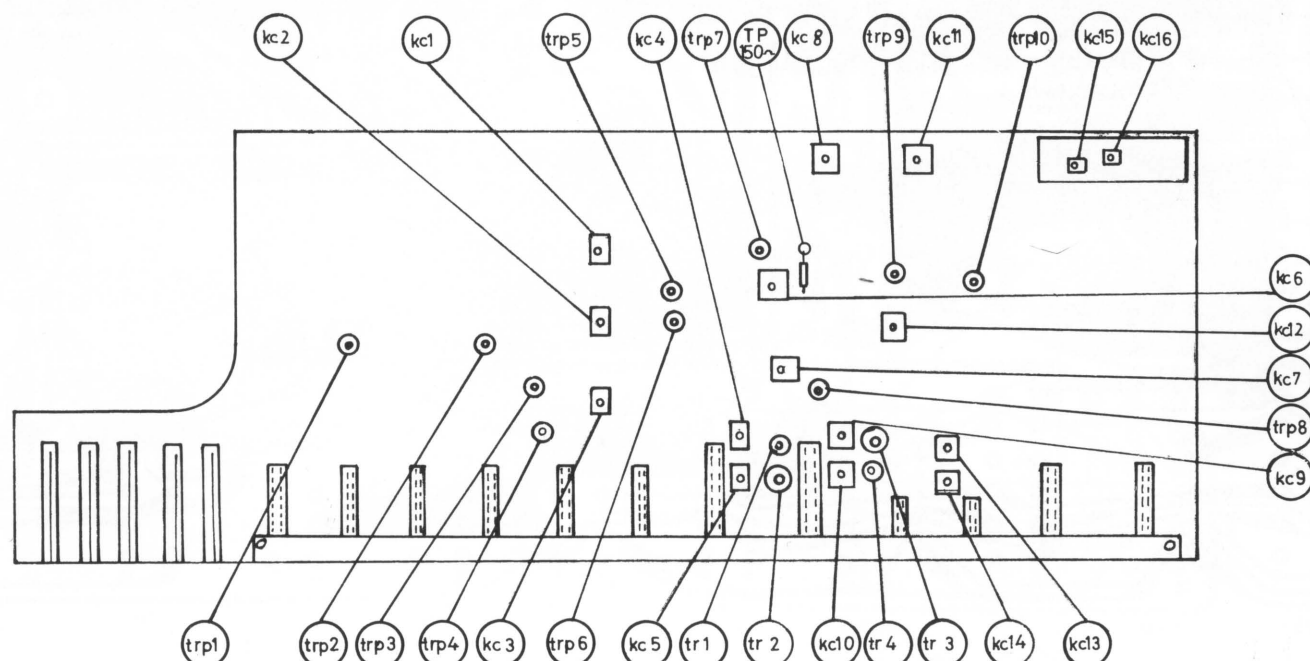 kc2
kc1
trp5
kc4
trp7
TP
150~
kc8
trp9
kc11
trp10
kc15
kc16
kc6
kc12
kc7
trp8
kc9
trp1
trp2
trp3
trp4
kc3
trp6
kc5
tr1
tr2
kc10
tr4
tr3
kc14
kc13